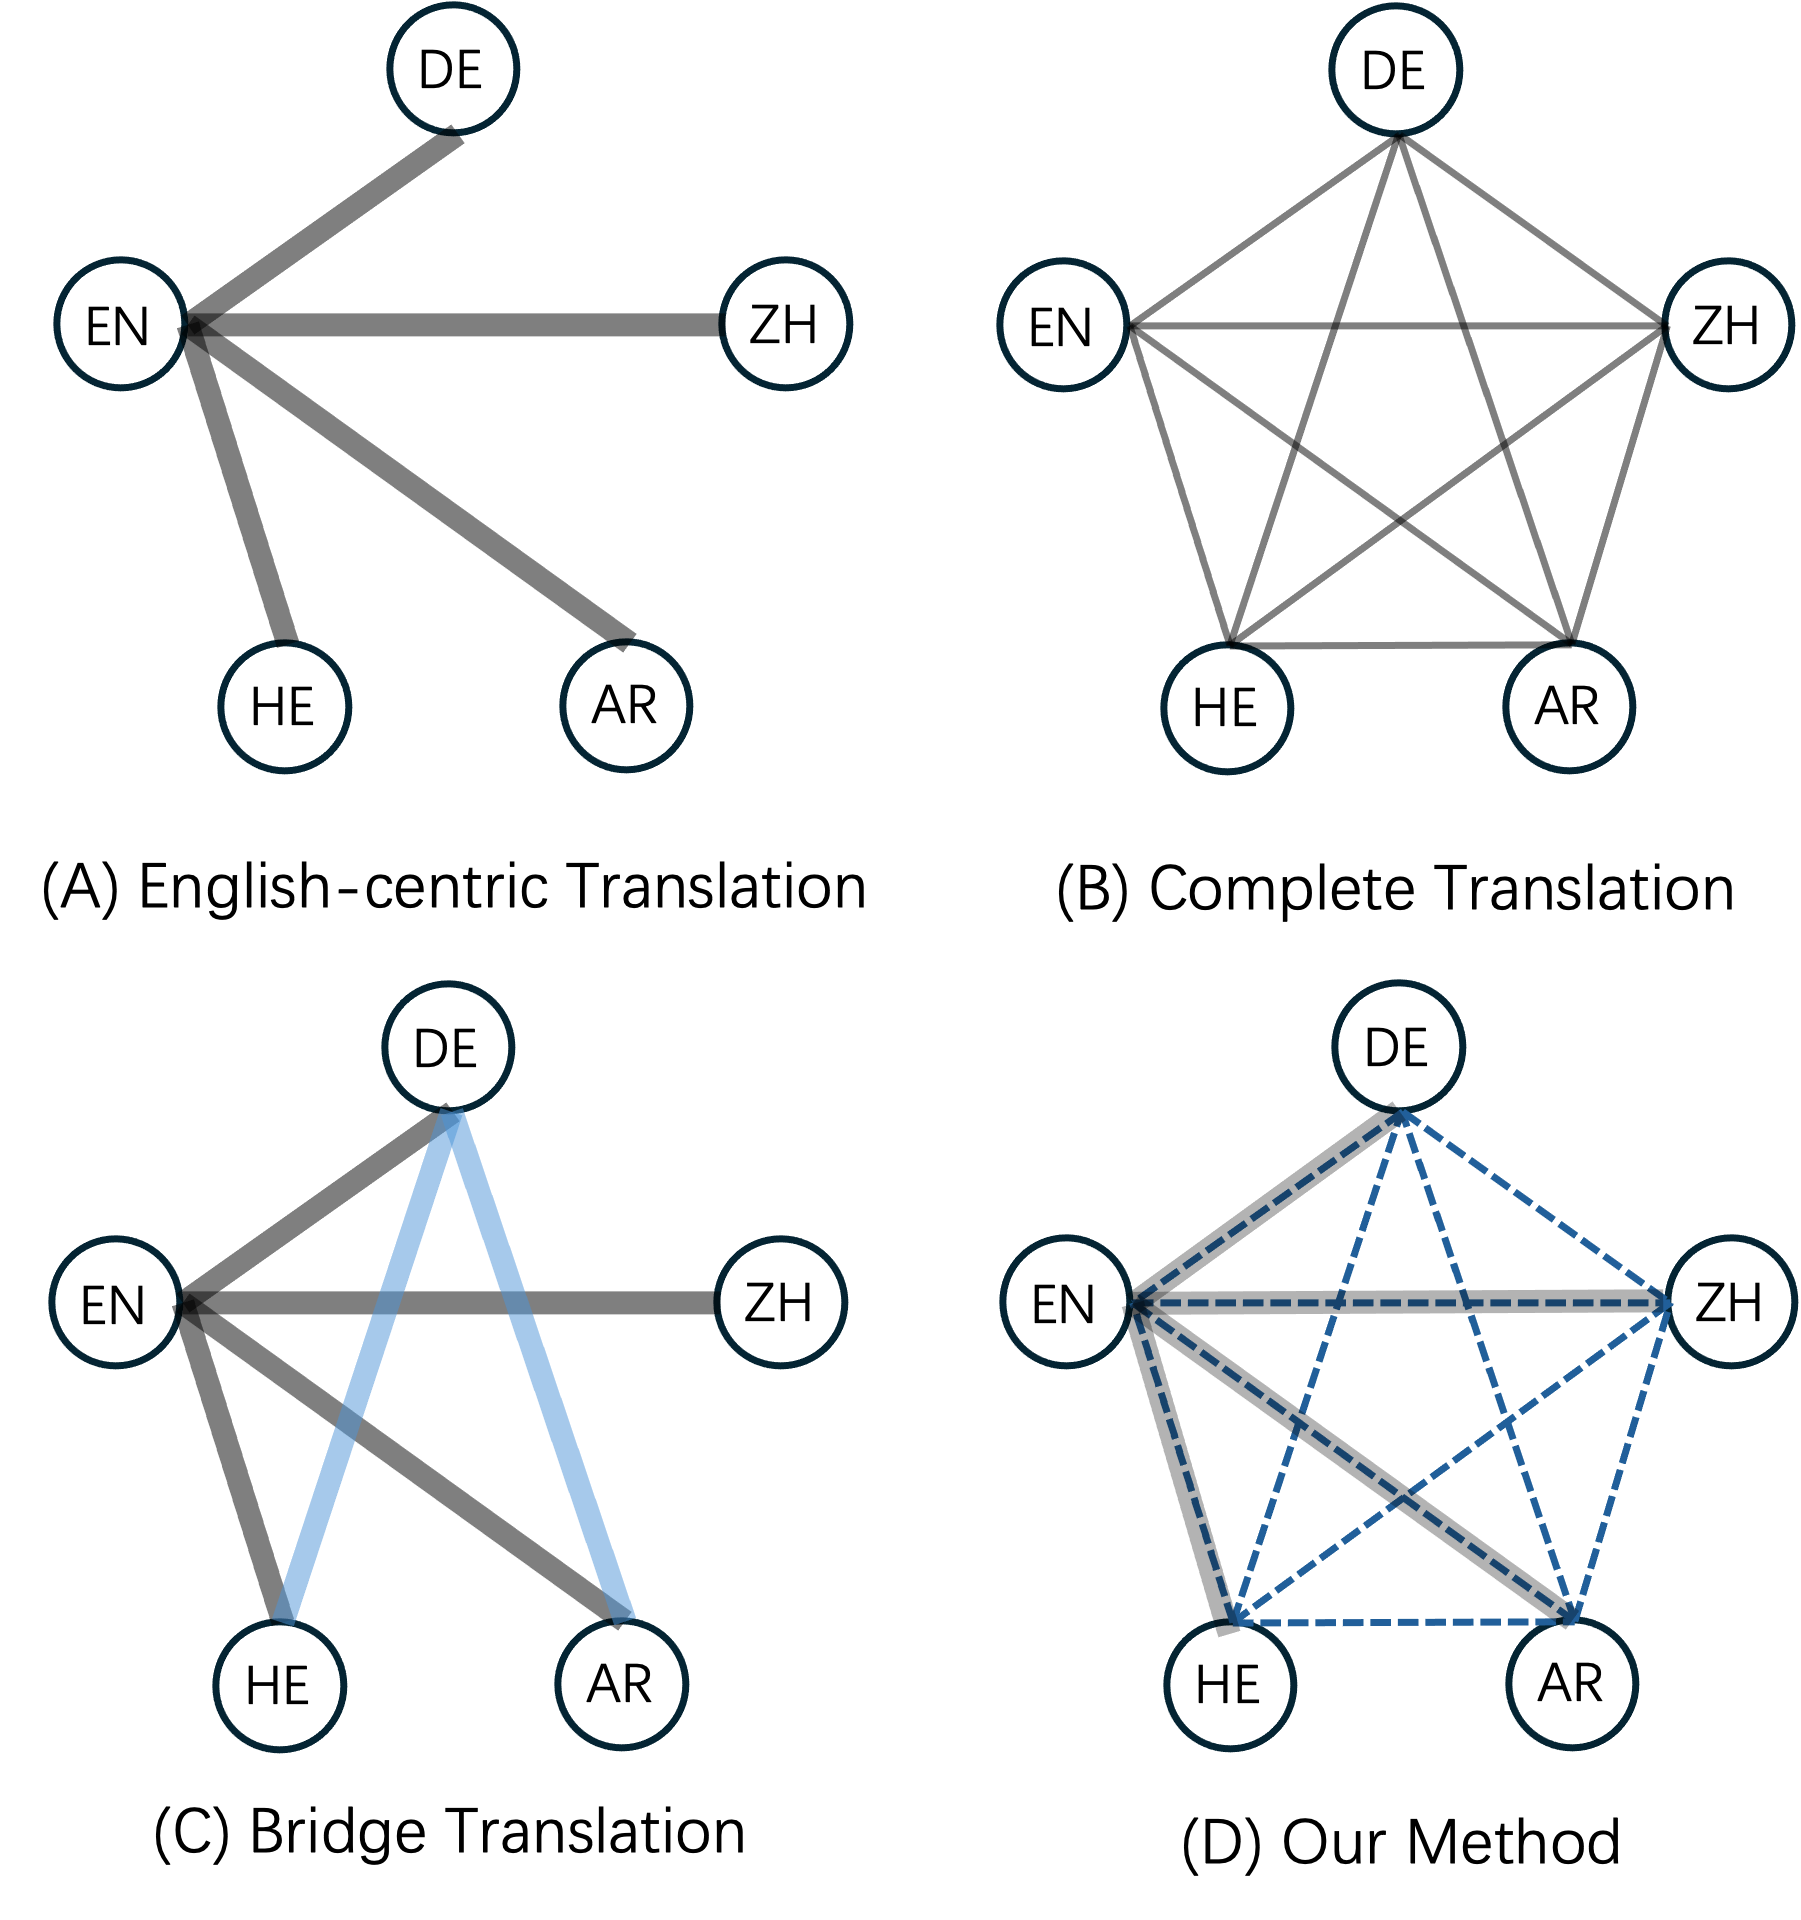 DE
EN
ZH
HE
AR
(A) English-centric Translation
DE
EN
ZH
HE
AR
(B) Complete Translation
DE
EN
ZH
HE
AR
(C) Bridge Translation
DE
EN
ZH
HE
AR
(D) Our Method